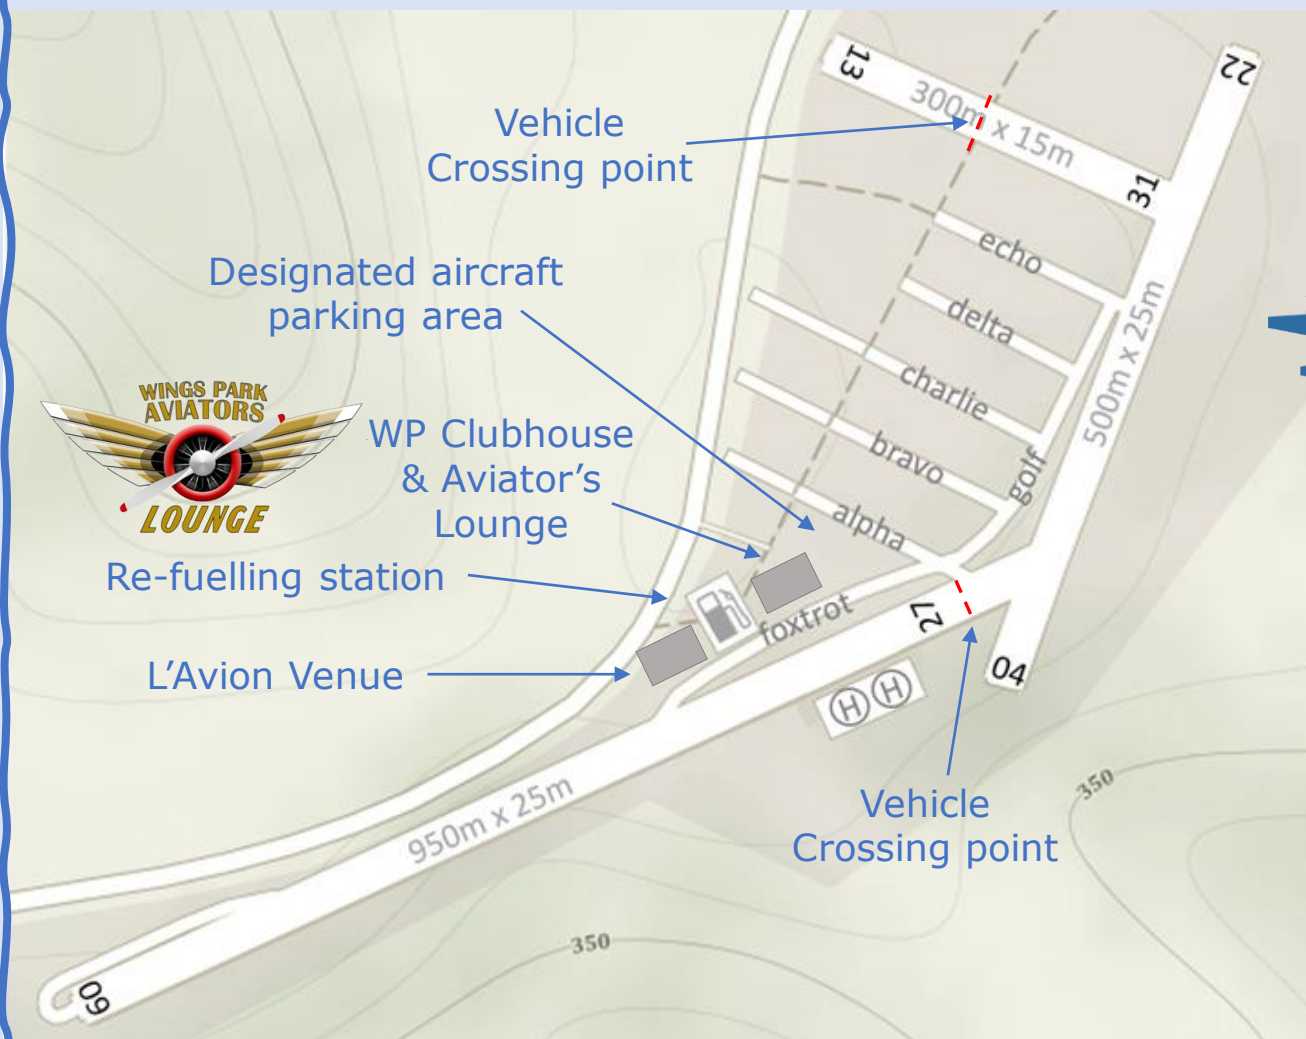 22
13
300m x 15m
Vehicle
Crossing point
31
echo
Designated aircraft
parking area
delta
500m x 25m
charlie
WINGS PARK
AVIATORS
LOUNGE
WP Clubhouse
& Aviator's
Lounge
bravo
golf
alpha
Re-fuelling station
foxtrot
27
L'Avion Venue
04
H H
950m x 25m
Vehicle
Crossing point
350
350
09